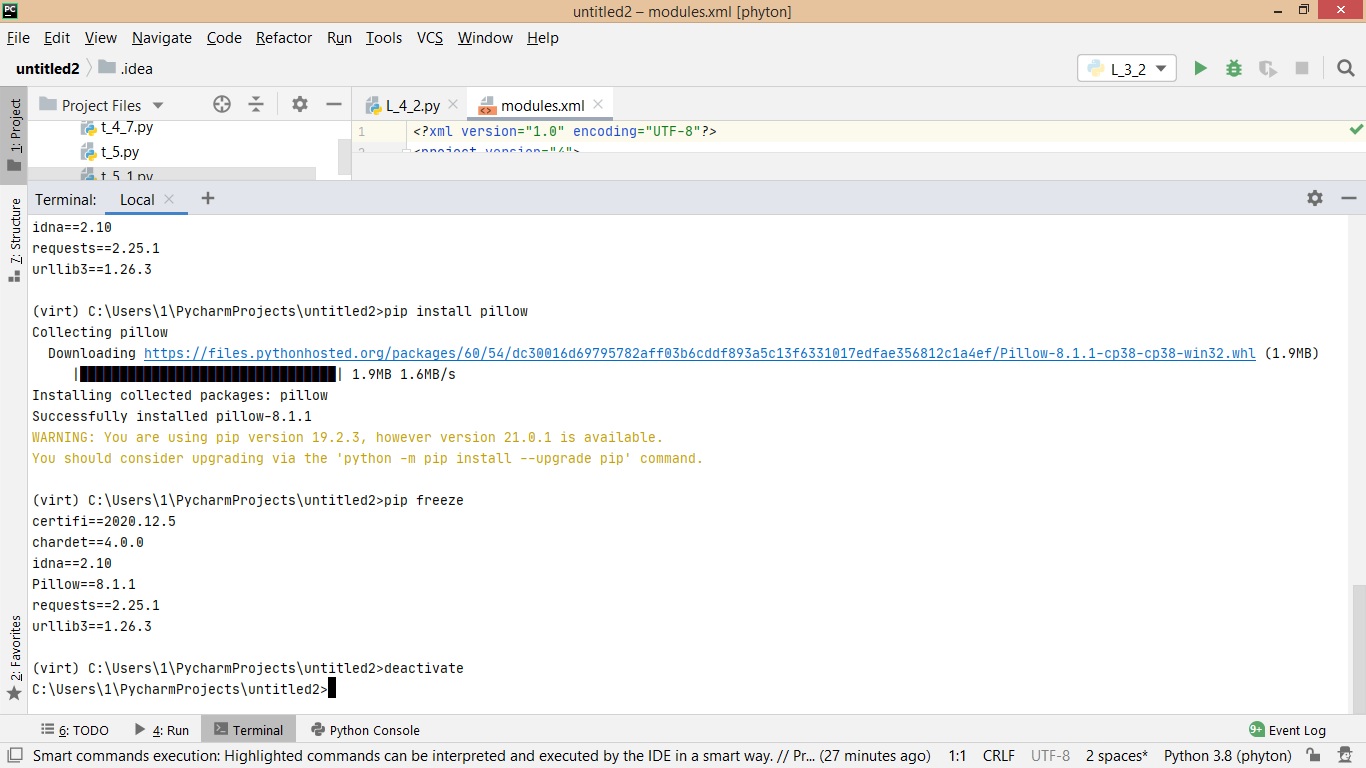 PC untitled2 – modules.xml [phyton]
File Edit View Navigate Code Refactor Run Tools VCS Window Help
untitled2 .idea L_3_2
1: Project Project Files L_4_2.py modules.xml
t_4_7.py 1 <?xml version="1.0" encoding="UTF-8"?>
t_5.py 2 <project version="4">
t_5_1.py
Terminal: Local +
7: Structure
idna==2.10
requests==2.25.1
urllib3==1.26.3
(virt) C:\Users\1\PycharmProjects\untitled2>pip install pillow
Collecting pillow
Downloading https://files.pythonhosted.org/packages/60/54/dc30016d69795782aff03b6cddf893a5c13f6331017edfae356812c1a4ef/Pillow-8.1.1-cp38-cp38-win32.whl (1.9MB)
|████████████████████████████████| 1.9MB 1.6MB/s
Installing collected packages: pillow
Successfully installed pillow-8.1.1
WARNING: You are using pip version 19.2.3, however version 21.0.1 is available.
You should consider upgrading via the 'python -m pip install --upgrade pip' command.
(virt) C:\Users\1\PycharmProjects\untitled2>pip freeze
certifi==2020.12.5
chardet==4.0.0
idna==2.10
Pillow==8.1.1
requests==2.25.1
urllib3==1.26.3
2: Favorites
(virt) C:\Users\1\PycharmProjects\untitled2>deactivate
C:\Users\1\PycharmProjects\untitled2>
6: TODO 4: Run Terminal Python Console 9+ Event Log
Smart commands execution: Highlighted commands can be interpreted and executed by the IDE in a smart way. // Pr... (27 minutes ago) 1:1 CRLF UTF-8 2 spaces* Python 3.8 (phyton)